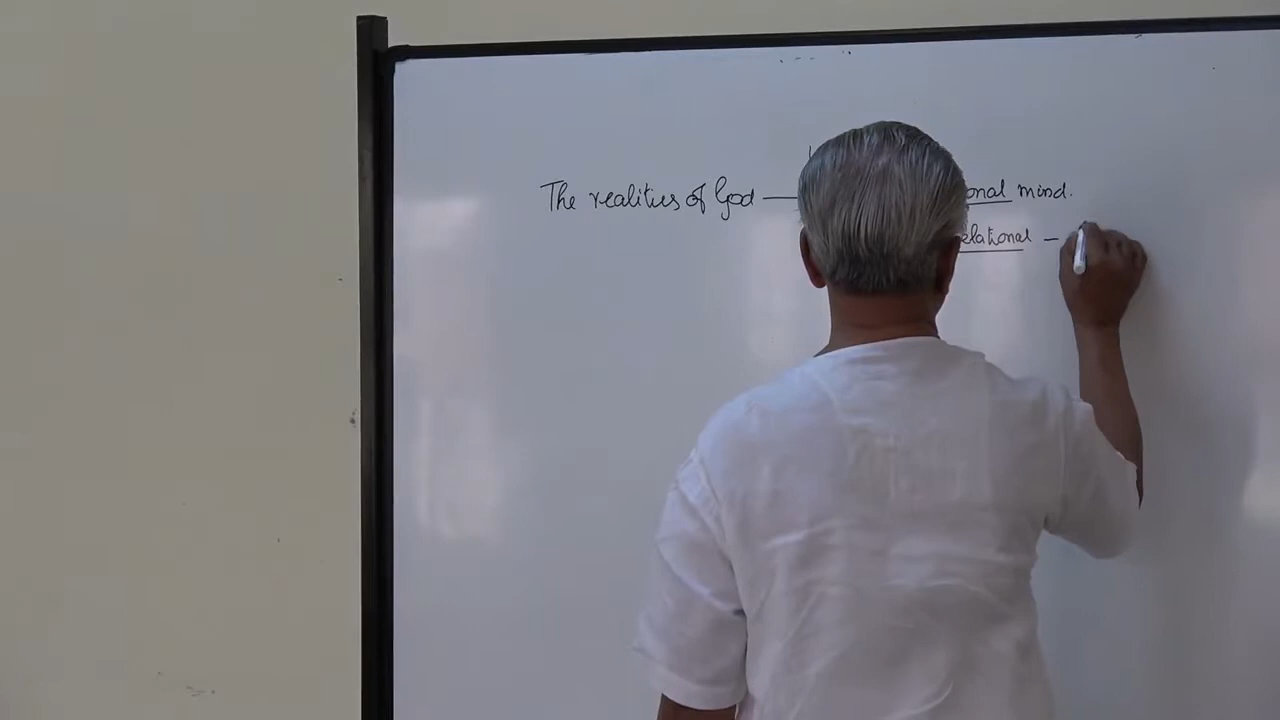 The realities of God — onal mind.
elational —